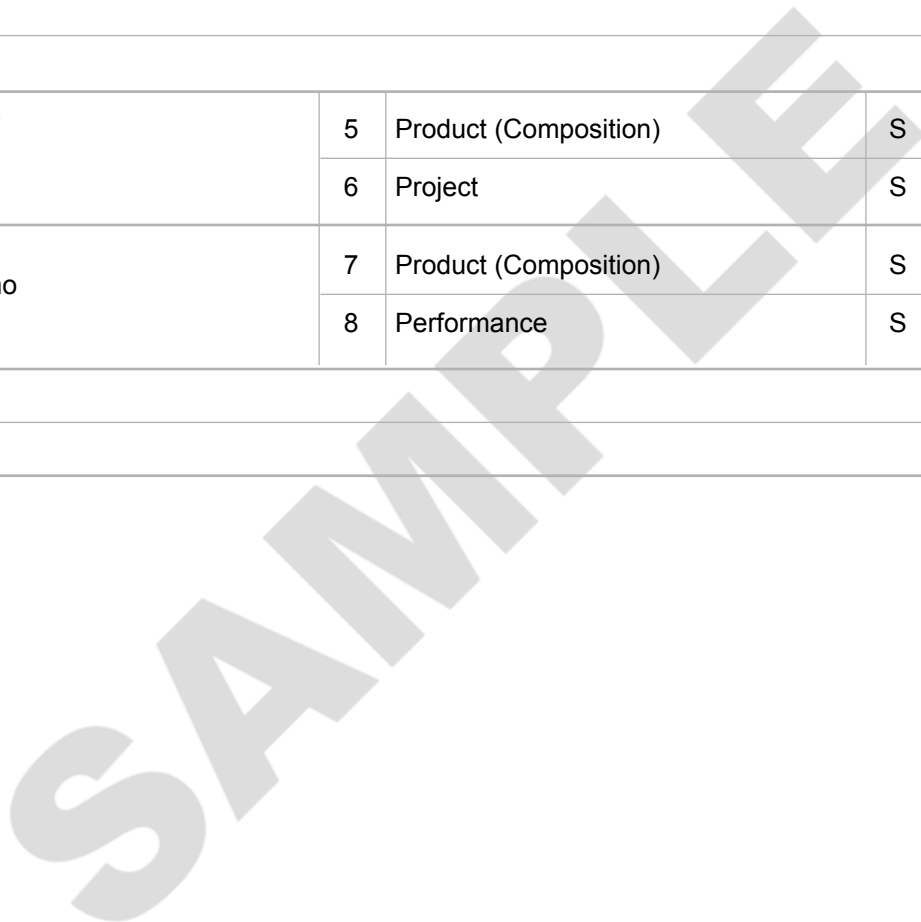 5 Product (Composition) S
6 Project S
7 Product (Composition) S
8 Performance S
SAMPLE